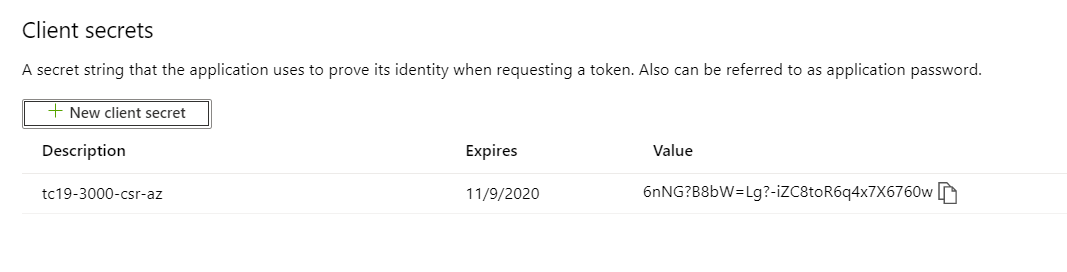 Client secrets
A secret string that the application uses to prove its identity when requesting a token. Also can be referred to as application password.
New client secret
Description Expires Value
tc19-3000-csr-az 11/9/2020 6nNG?B8bW=Lg?-iZC8toR6q4x7X6760w